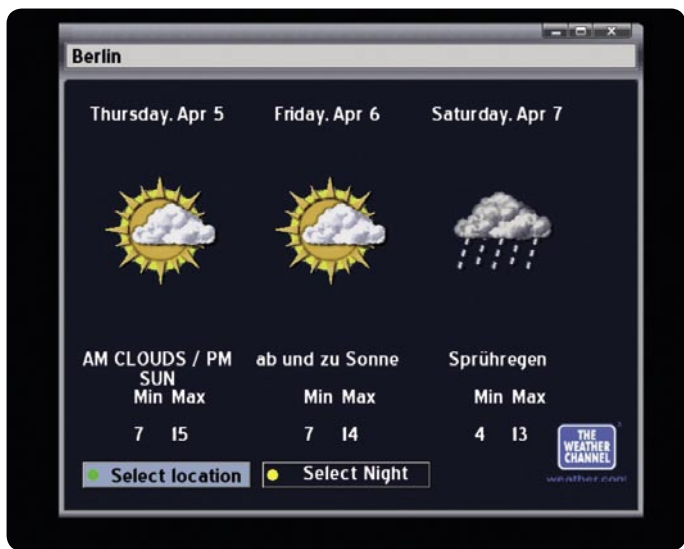 Berlin
Thursday. Apr 5
Friday. Apr 6
Saturday. Apr 7
AM CLOUDS / PM
SUN
ab und zu Sonne
Sprühregen
Min Max
Min Max
Min Max
7 15
7 14
4 13
THE
WEATHER
CHANNEL
weather.com
Select location
Select Night